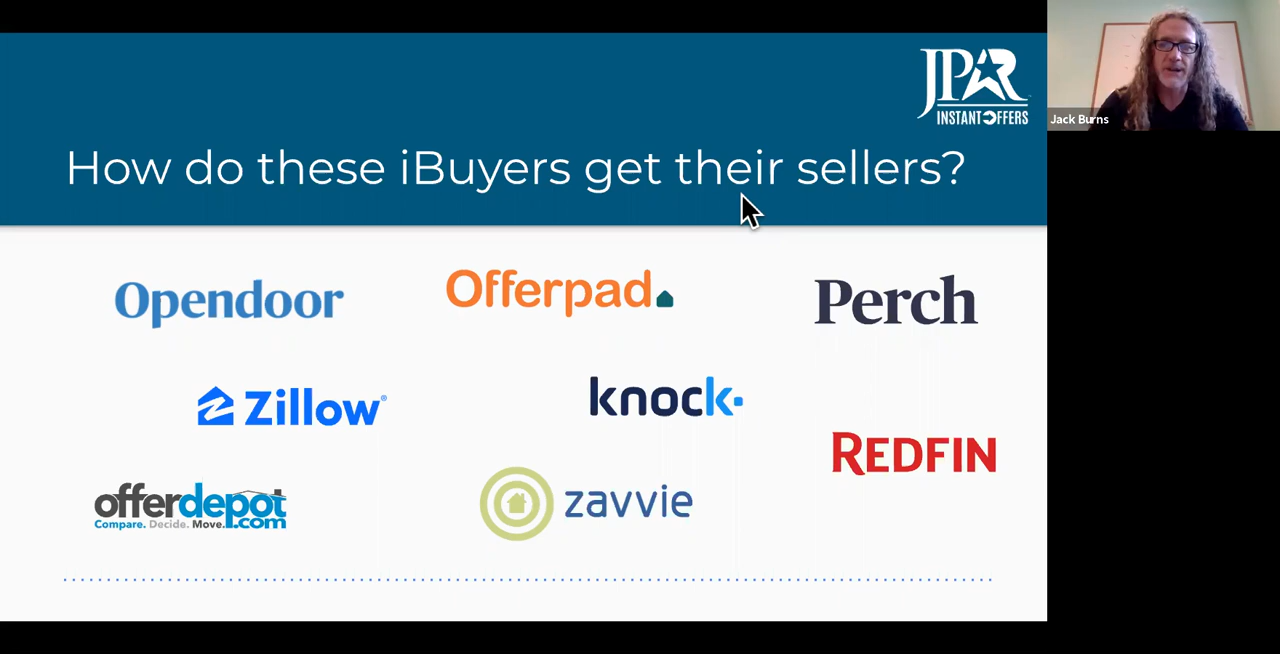 JPAR
INSTANT OFFERS
Jack Burns
How do these iBuyers get their sellers?
Opendoor
Offerpad
Perch
Zillow®
knock
REDFIN
offerdepot
.com
Compare. Decide. Move.
zavvie